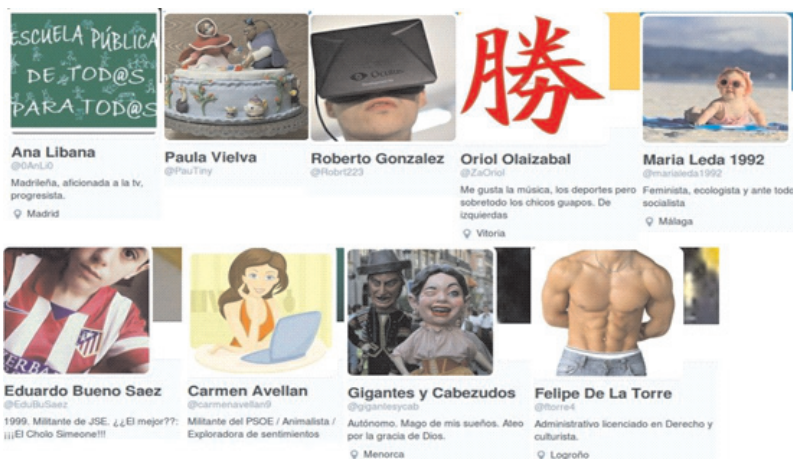 ESCUELA PÚBLICA
DE TOD@S
PARA TOD@S
Ana Libana
@0AnLi0
Madrileña, aficionada a la tv,
progresista.
Madrid
Paula Vielva
@PauTiny
Oculus
Roberto Gonzalez
@Robrt223
勝
Oriol Olaizabal
@ZaOriol
Me gusta la música, los deportes pero
sobretodo los chicos guapos. De
izquierdas
Vitoria
Maria Leda 1992
@marialeda1992
Feminista, ecologista y ante todo
socialista
Málaga
Eduardo Bueno Saez
@EduBuSaez
1999. Militante de JSE. ¿¿El mejor??:
¡¡¡El Cholo Simeone!!!
Carmen Avellan
@carmenavellan9
Militante del PSOE / Animalista /
Exploradora de sentimientos
Gigantes y Cabezudos
@gigantesycab
Autónomo. Mago de mis sueños. Ateo
por la gracia de Dios.
Menorca
Felipe De La Torre
@ftorre4
Administrativo licenciado en Derecho y
culturista.
Logroño